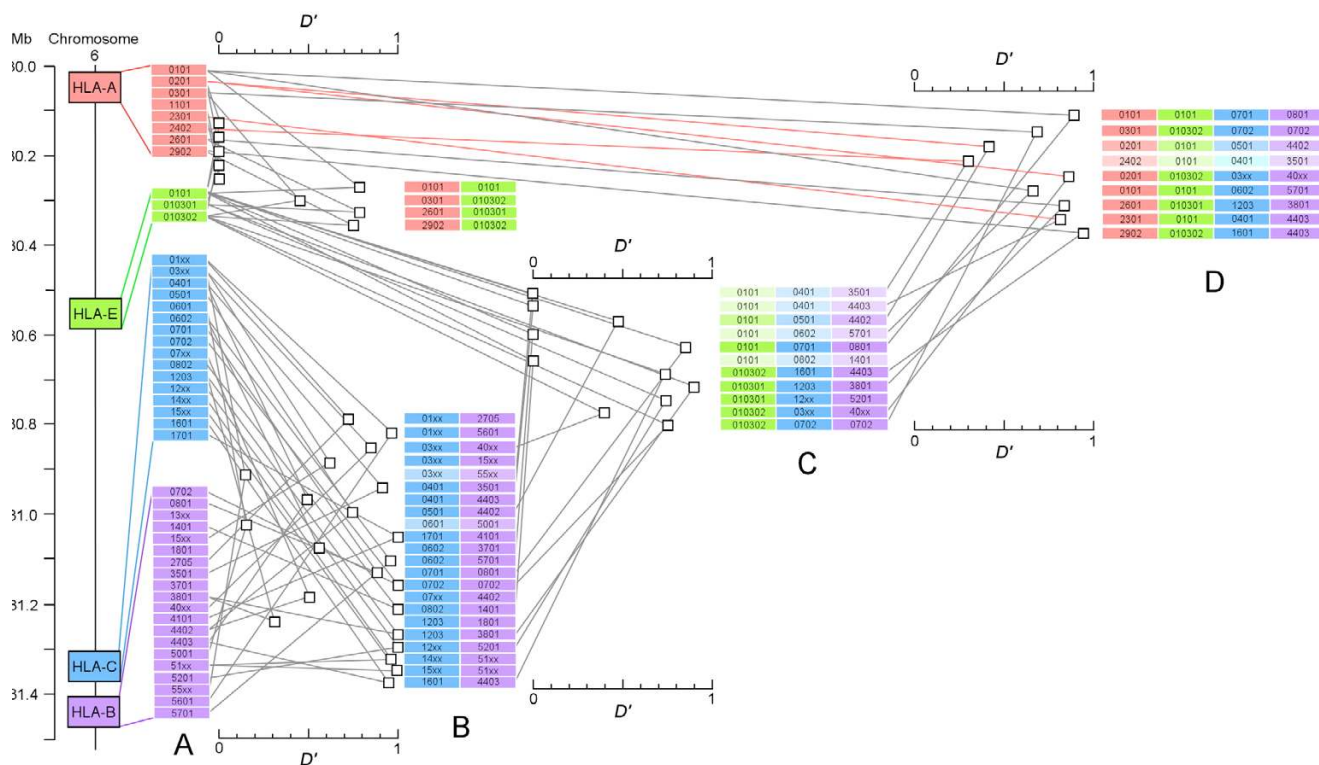 D'
Mb Chromosome
6
0 1
30.0
30.2
30.4
30.6
30.8
31.0
31.2
31.4
HLA-A
HLA-E
HLA-C
HLA-B
0101
0201
0301
1101
2301
2402
2601
2902
0101
010301
010302
01xx
03xx
0401
0501
0601
0602
0701
0702
07xx
0802
1203
12xx
14xx
15xx
1601
1701
0702
0801
13xx
1401
15xx
1801
2705
3501
3701
3801
40xx
4101
4402
4403
5001
51xx
5201
55xx
5601
5701
A
0 1
D'
0101 0101
0301 010302
2601 010301
2902 010302
01xx 2705
01xx 5601
03xx 40xx
03xx 15xx
03xx 55xx
0401 3501
0401 4403
0501 4402
0601 5001
1701 4101
0602 3701
0602 5701
0701 0801
0702 0702
07xx 4402
0802 1401
1203 1801
1203 3801
12xx 5201
14xx 51xx
15xx 51xx
1601 4403
B
D'
0 1
0 1
D'
0101 0401 3501
0101 0401 4403
0101 0501 4402
0101 0602 5701
0101 0701 0801
0101 0802 1401
010302 1601 4403
010301 1203 3801
010301 12xx 5201
010302 03xx 40xx
010302 0702 0702
C
D'
0 1
0 1
D'
0101 0101 0701 0801
0301 010302 0702 0702
0201 0101 0501 4402
2402 0101 0401 3501
0201 010302 03xx 40xx
0101 0101 0602 5701
2601 010301 1203 3801
2301 0101 0401 4403
2902 010302 1601 4403
D